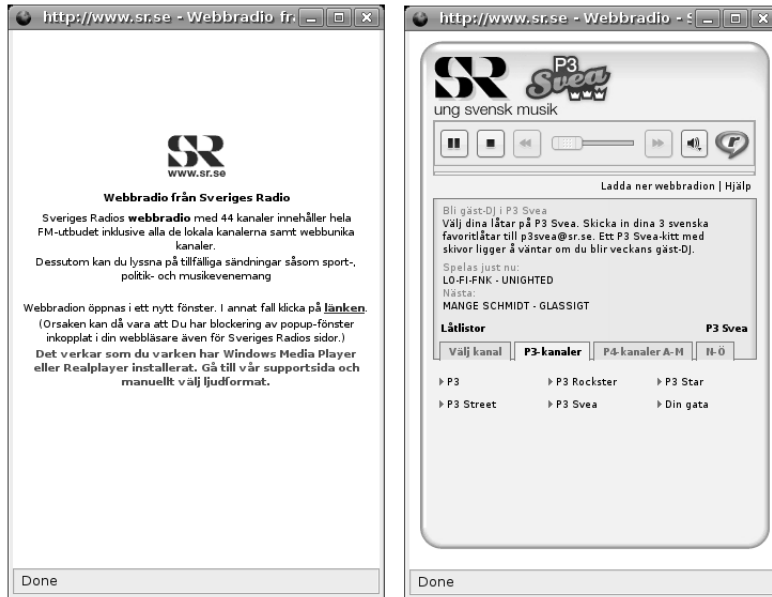 http://www.sr.se - Webbradio fr
SR
www.sr.se
Webbradio från Sveriges Radio
Sveriges Radios webbradio med 44 kanaler innehåller hela
FM-utbudet inklusive alla de lokala kanalerna samt webbunika
kanaler.
Dessutom kan du lyssna på tillfälliga sändningar såsom sport-,
politik- och musikevenemang
Webbradion öppnas i ett nytt fönster. I annat fall klicka på länken.
(Orsaken kan då vara att Du har blockering av popup-fönster
inkopplat i din webbläsare även för Sveriges Radios sidor.)
Det verkar som du varken har Windows Media Player
eller Realplayer installerat. Gå till vår supportsida och
manuellt välj ljudformat.
Done
http://www.sr.se - Webbradio - S
SR P3 Svea
ung svensk musik
Ladda ner webbradion | Hjälp
Bli gäst-DJ i P3 Svea
Välj dina låtar på P3 Svea. Skicka in dina 3 svenska
favoritlåtar till p3svea@sr.se. Ett P3 Svea-kitt med
skivor ligger å väntar om du blir veckans gäst-DJ.
Spelas just nu:
LO-FI-FNK - UNIGHTED
Nästa:
MANGE SCHMIDT - GLASSIGT
Låtlistor P3 Svea
Välj kanal P3-kanaler P4-kanaler A-M N-Ö
P3 P3 Rockster P3 Star
P3 Street P3 Svea Din gata
Done